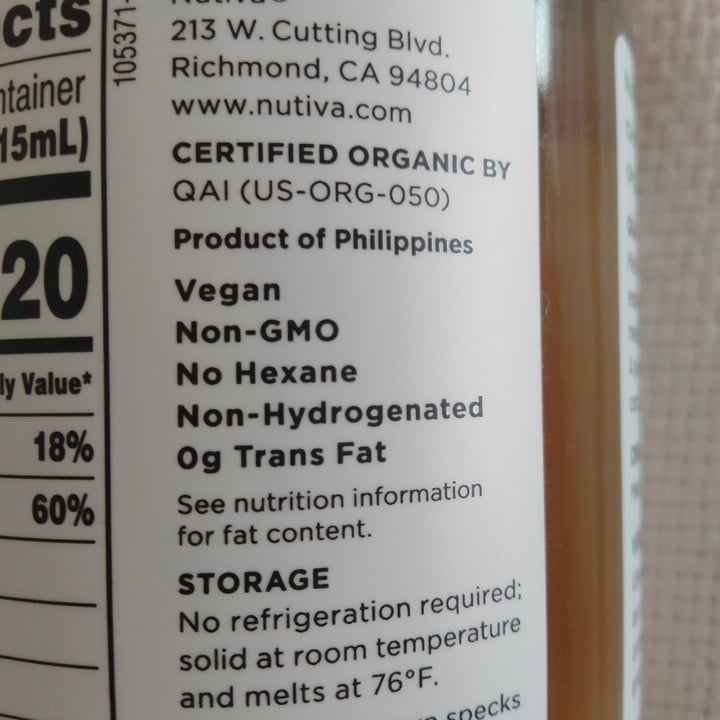 cts
ntainer
15mL)
20
ly Value*
18%
60%
105371-
Nutiva®
213 W. Cutting Blvd.
Richmond, CA 94804
www.nutiva.com
CERTIFIED ORGANIC BY
QAI (US-ORG-050)
Product of Philippines
Vegan
Non-GMO
No Hexane
Non-Hydrogenated
0g Trans Fat
See nutrition information
for fat content.
STORAGE
No refrigeration required;
solid at room temperature
and melts at 76°F.
specks